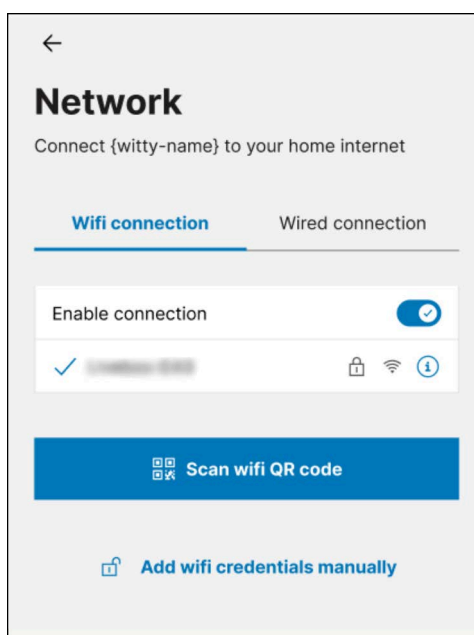 Network
Connect {witty-name} to your home internet
Wifi connection
Wired connection
Enable connection
Scan wifi QR code
Add wifi credentials manually